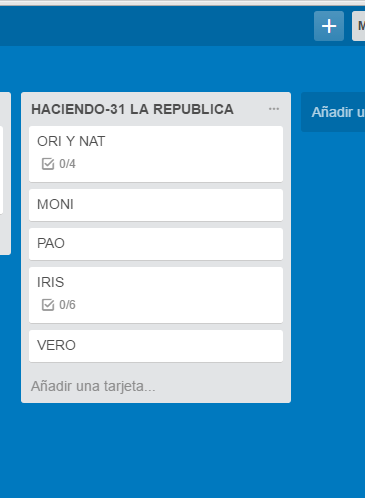 M
HACIENDO-31 LA REPUBLICA
ORI Y NAT
0/4
MONI
PAO
IRIS
0/6
VERO
Añadir una tarjeta...
Añadir u